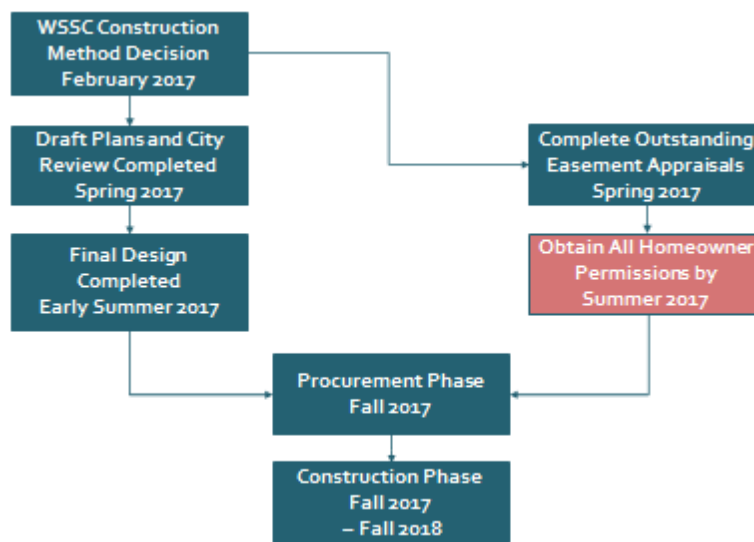 WSSC Construction
Method Decision
February 2017
Draft Plans and City
Review Completed
Spring 2017
Complete Outstanding
Easement Appraisals
Spring 2017
Final Design
Completed
Early Summer 2017
Obtain All Homeowner
Permissions by
Summer 2017
Procurement Phase
Fall 2017
Construction Phase
Fall 2017
– Fall 2018